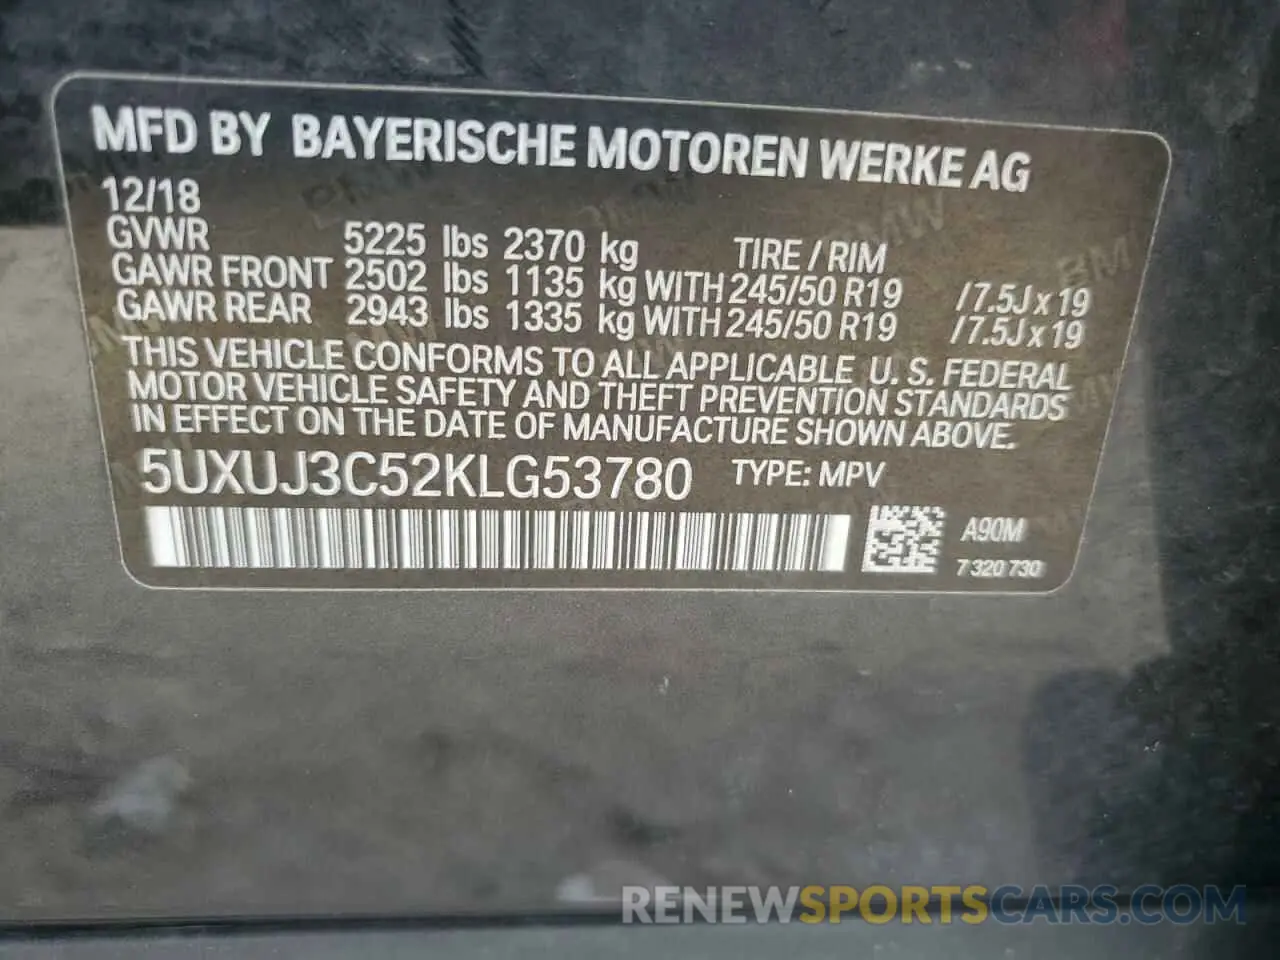 MFD BY BAYERISCHE MOTOREN WERKE AG
12/18
GVWR 5225 lbs 2370 kg TIRE / RIM
GAWR FRONT 2502 lbs 1135 kg WITH 245/50 R19 /7.5J x 19
GAWR REAR 2943 lbs 1335 kg WITH 245/50 R19 /7.5J x 19
THIS VEHICLE CONFORMS TO ALL APPLICABLE U. S. FEDERAL
MOTOR VEHICLE SAFETY AND THEFT PREVENTION STANDARDS
IN EFFECT ON THE DATE OF MANUFACTURE SHOWN ABOVE.
5UXUJ3C52KLG53780 TYPE: MPV
A90M
7 320 730
RENEWSPORTSCARS.COM